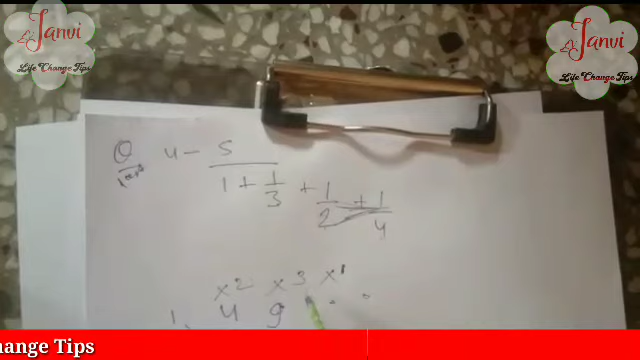 Janvi
Life Change Tips
Janvi
Life Change Tips
Q 4 - 5
1 + 1/3 + 1/2 + 1/4
x2 x3 x1
1. 4 9
hange Tips